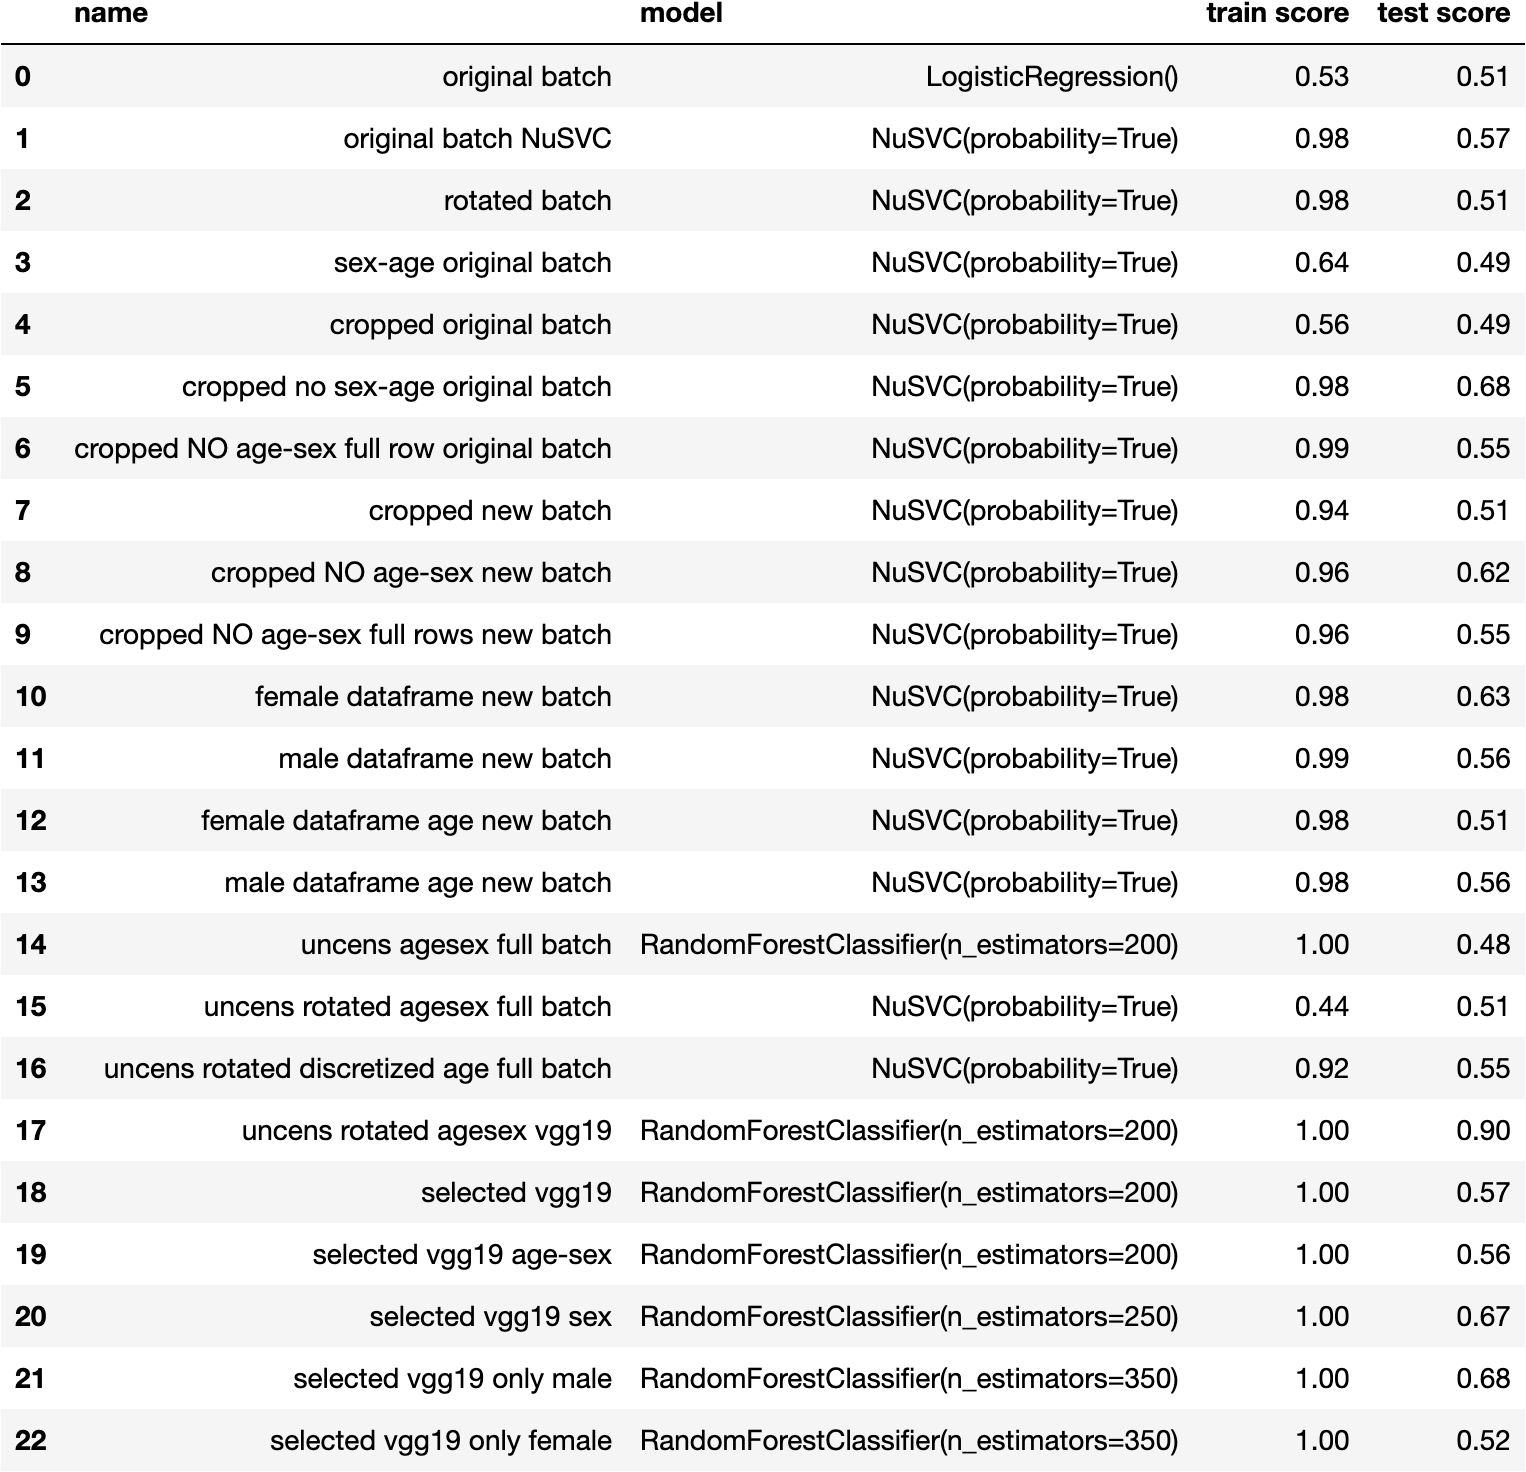 name model train score test score
0 original batch LogisticRegression() 0.53 0.51
1 original batch NuSVC NuSVC(probability=True) 0.98 0.57
2 rotated batch NuSVC(probability=True) 0.98 0.51
3 sex-age original batch NuSVC(probability=True) 0.64 0.49
4 cropped original batch NuSVC(probability=True) 0.56 0.49
5 cropped no sex-age original batch NuSVC(probability=True) 0.98 0.68
6 cropped NO age-sex full row original batch NuSVC(probability=True) 0.99 0.55
7 cropped new batch NuSVC(probability=True) 0.94 0.51
8 cropped NO age-sex new batch NuSVC(probability=True) 0.96 0.62
9 cropped NO age-sex full rows new batch NuSVC(probability=True) 0.96 0.55
10 female dataframe new batch NuSVC(probability=True) 0.98 0.63
11 male dataframe new batch NuSVC(probability=True) 0.99 0.56
12 female dataframe age new batch NuSVC(probability=True) 0.98 0.51
13 male dataframe age new batch NuSVC(probability=True) 0.98 0.56
14 uncens agesex full batch RandomForestClassifier(n_estimators=200) 1.00 0.48
15 uncens rotated agesex full batch NuSVC(probability=True) 0.44 0.51
16 uncens rotated discretized age full batch NuSVC(probability=True) 0.92 0.55
17 uncens rotated agesex vgg19 RandomForestClassifier(n_estimators=200) 1.00 0.90
18 selected vgg19 RandomForestClassifier(n_estimators=200) 1.00 0.57
19 selected vgg19 age-sex RandomForestClassifier(n_estimators=200) 1.00 0.56
20 selected vgg19 sex RandomForestClassifier(n_estimators=250) 1.00 0.67
21 selected vgg19 only male RandomForestClassifier(n_estimators=350) 1.00 0.68
22 selected vgg19 only female RandomForestClassifier(n_estimators=350) 1.00 0.52